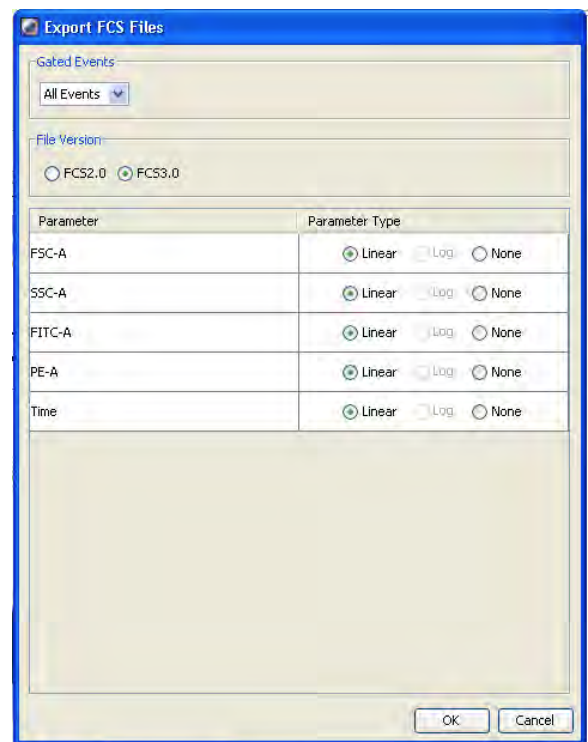 Export FCS Files
Gated Events
All Events
File Version
FCS2.0 FCS3.0
Parameter Parameter Type
FSC-A Linear Log None
SSC-A Linear Log None
FITC-A Linear Log None
PE-A Linear Log None
Time Linear Log None
OK Cancel